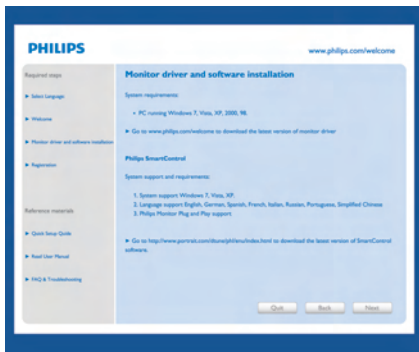 PHILIPS
www.philips.com/welcome
Required steps
Select Language
Welcome
Monitor driver and software installation
Registration
Reference materials
Quick Setup Guide
Read User Manual
FAQ & Troubleshooting
Monitor driver and software installation
System requirements:
• PC running Windows 7, Vista, XP, 2000, 98.
Go to www.philips.com/welcome to download the latest version of monitor driver
Philips SmartControl
System support and requirements:
1. System support Windows 7, Vista, XP.
2. Language support English, German, Spanish, French, Italian, Russian, Portuguese, Simplified Chinese
3. Philips Monitor Plug and Play support
Go to to download the latest version of SmartControl
software.
Quit
Back
Next